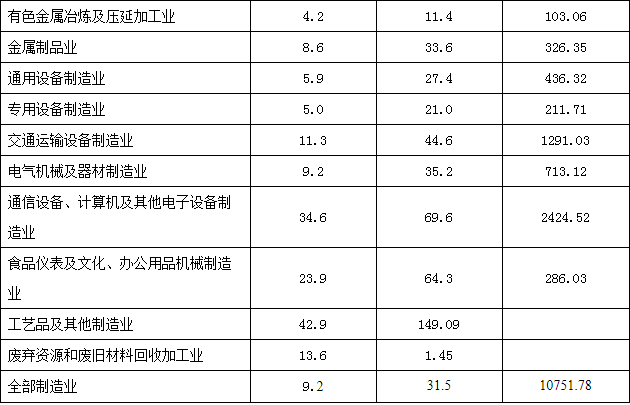 有色金属冶炼及压延加工业 4.2 11.4 103.06
金属制品业 8.6 33.6 326.35
通用设备制造业 5.9 27.4 436.32
专用设备制造业 5.0 21.0 211.71
交通运输设备制造业 11.3 44.6 1291.03
电气机械及器材制造业 9.2 35.2 713.12
通信设备、计算机及其他电子设备制
造业 34.6 69.6 2424.52
食品仪表及文化、办公用品机械制造
业 23.9 64.3 286.03
工艺品及其他制造业 42.9 149.09
废弃资源和废旧材料回收加工业 13.6 1.45
全部制造业 9.2 31.5 10751.78